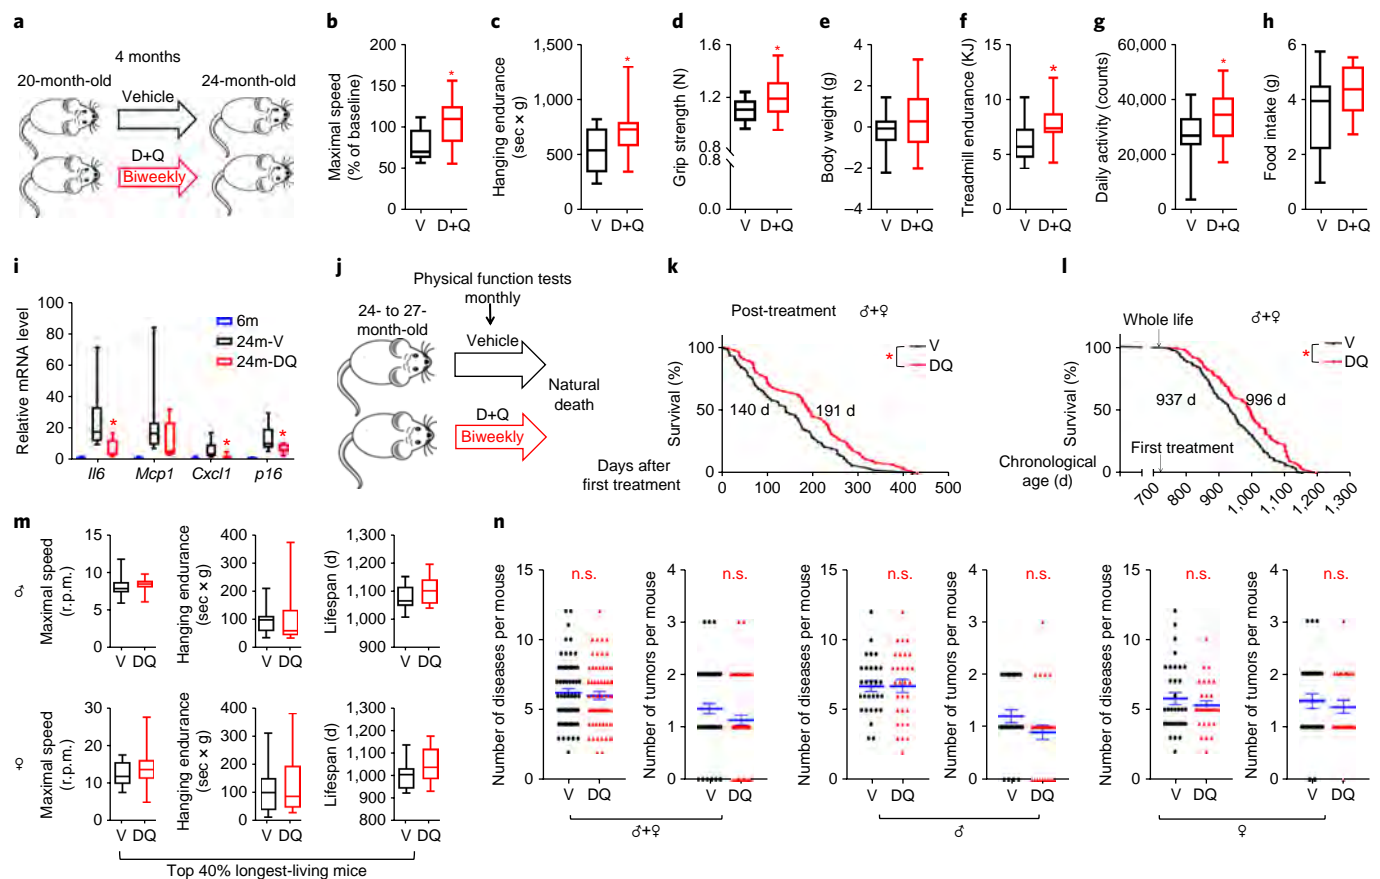 a
4 months
20-month-old
24-month-old
Vehicle
D+Q
Biweekly
b
Maximal speed
(% of baseline)
200
150
100
50
0
*
V D+Q
c
Hanging endurance
(sec × g)
1,500
1,000
500
0
*
V D+Q
d
Grip strength (N)
1.6
1.2
0.8
0.8
0.0
*
V D+Q
e
Body weight (g)
4
2
0
–2
–4
V D+Q
f
Treadmill endurance (KJ)
15
10
5
0
*
V D+Q
g
Daily activity (counts)
60,000
40,000
20,000
0
*
V D+Q
h
Food intake (g)
6
4
2
0
V D+Q
i
Relative mRNA level
100
80
60
40
20
0
6m
24m-V
24m-DQ
*
*
*
Il6 Mcp1 Cxcl1 p16
j
Physical function tests
monthly
24- to 27-
month-old
Vehicle
Natural
death
D+Q
Biweekly
k
Post-treatment ♂+♀
V
* DQ
Survival (%)
100
50
0
140 d 191 d
Days after
first treatment
0 100 200 300 400 500
l
Whole life ♂+♀
V
* DQ
Survival (%)
100
50
0
937 d 996 d
First treatment
Chronological
age (d)
700 800 900 1,000 1,100 1,200 1,300
m
♂
Maximal speed
(r.p.m.)
15
10
5
0
V DQ
Hanging endurance
(sec × g)
400
300
200
100
0
V DQ
Lifespan (d)
1,300
1,200
1,100
1,000
900
V DQ
♀
Maximal speed
(r.p.m.)
30
20
10
0
V DQ
Hanging endurance
(sec × g)
400
300
200
100
0
V DQ
Lifespan (d)
1,300
1,200
1,100
1,000
900
800
V DQ
Top 40% longest-living mice
n
Number of diseases per mouse
15
10
5
0
n.s.
V DQ
Number of tumors per mouse
4
3
2
1
0
n.s.
V DQ
♂+♀
Number of diseases per mouse
15
10
5
0
n.s.
V DQ
Number of tumors per mouse
4
3
2
1
0
n.s.
V DQ
♂
Number of diseases per mouse
15
10
5
0
n.s.
V DQ
Number of tumors per mouse
4
3
2
1
0
n.s.
V DQ
♀